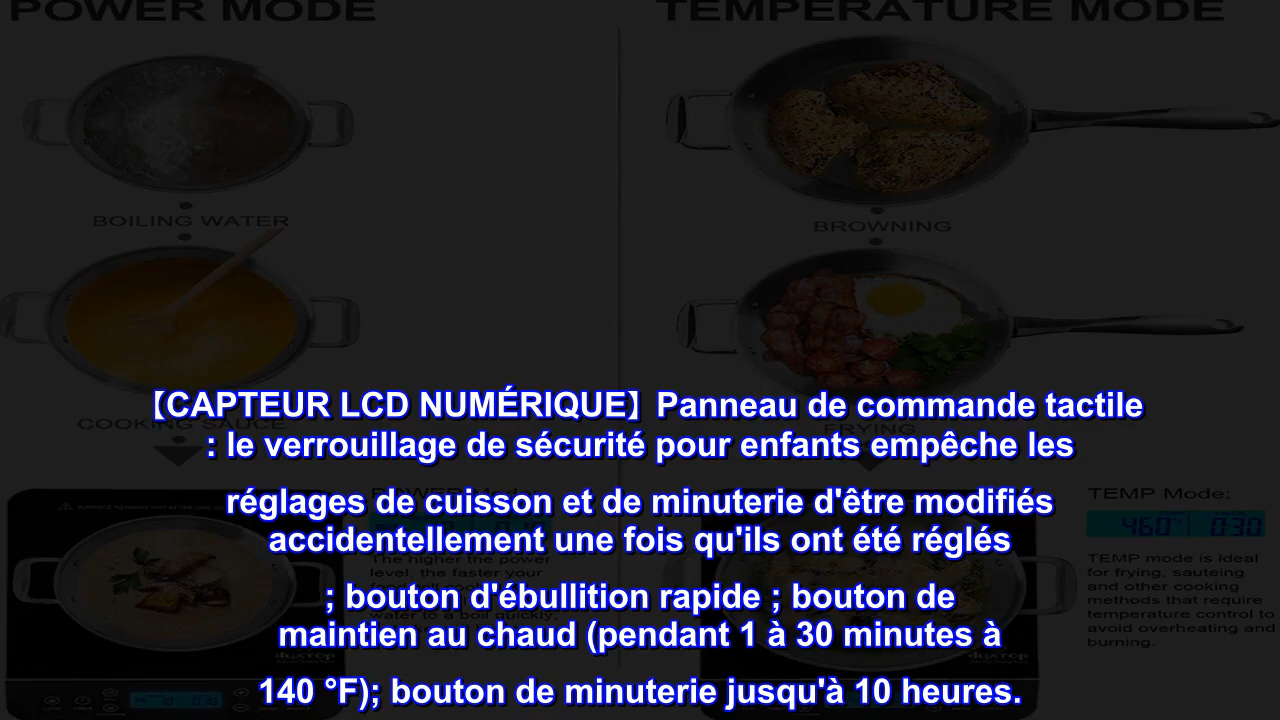 POWER MODE
TEMPERATURE MODE
BOILING WATER
BROWNING
COOKING SAUCE
FRYING
【CAPTEUR LCD NUMÉRIQUE】Panneau de commande tactile
: le verrouillage de sécurité pour enfants empêche les
réglages de cuisson et de minuterie d'être modifiés
accidentellement une fois qu'ils ont été réglés
; bouton d'ébullition rapide ; bouton de
maintien au chaud (pendant 1 à 30 minutes à
140 °F); bouton de minuterie jusqu'à 10 heures.
The higher the power
level, the faster your
TEMP Mode:
460° 0:30
TEMP mode is ideal
for frying, sauteing
and other cooking
methods that require
temperature control to
avoid overheating and
burning.
duxtop
duxtop